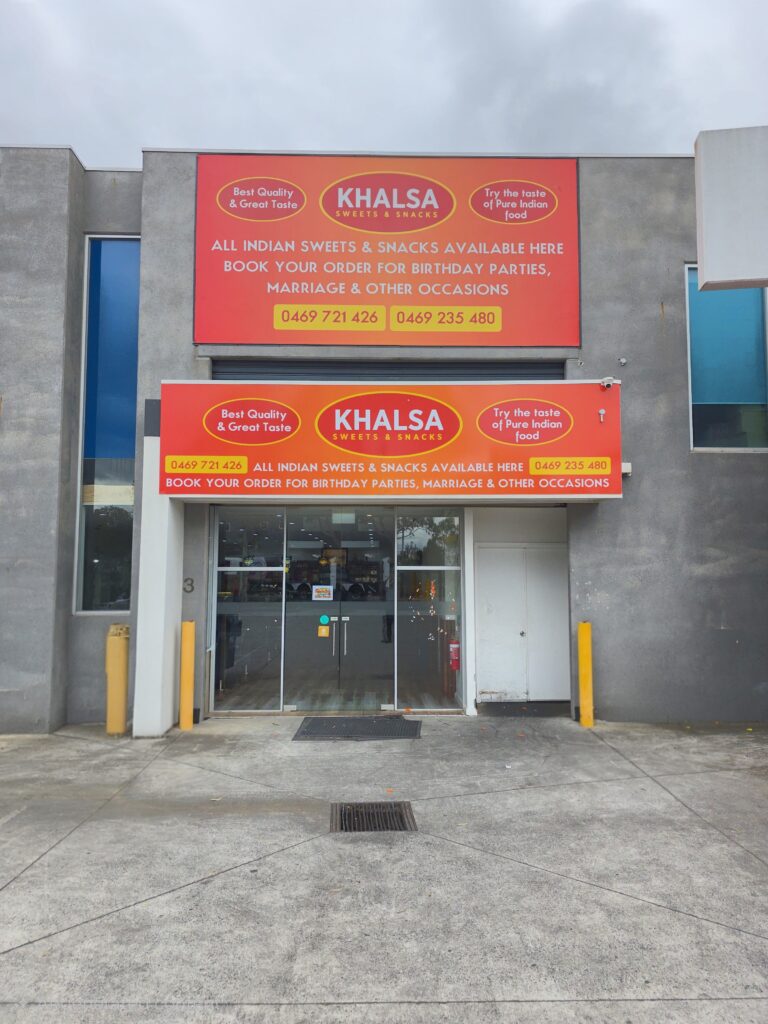 Best Quality
& Great Taste
KHALSA
SWEETS & SNACKS
Try the taste
of Pure Indian
food
ALL INDIAN SWEETS & SNACKS AVAILABLE HERE
BOOK YOUR ORDER FOR BIRTHDAY PARTIES,
MARRIAGE & OTHER OCCASIONS
0469 721 426 0469 235 480
Best Quality
& Great Taste
KHALSA
SWEETS & SNACKS
Try the taste
of Pure Indian
food
0469 721 426 ALL INDIAN SWEETS & SNACKS AVAILABLE HERE 0469 235 480
BOOK YOUR ORDER FOR BIRTHDAY PARTIES, MARRIAGE & OTHER OCCASIONS
3